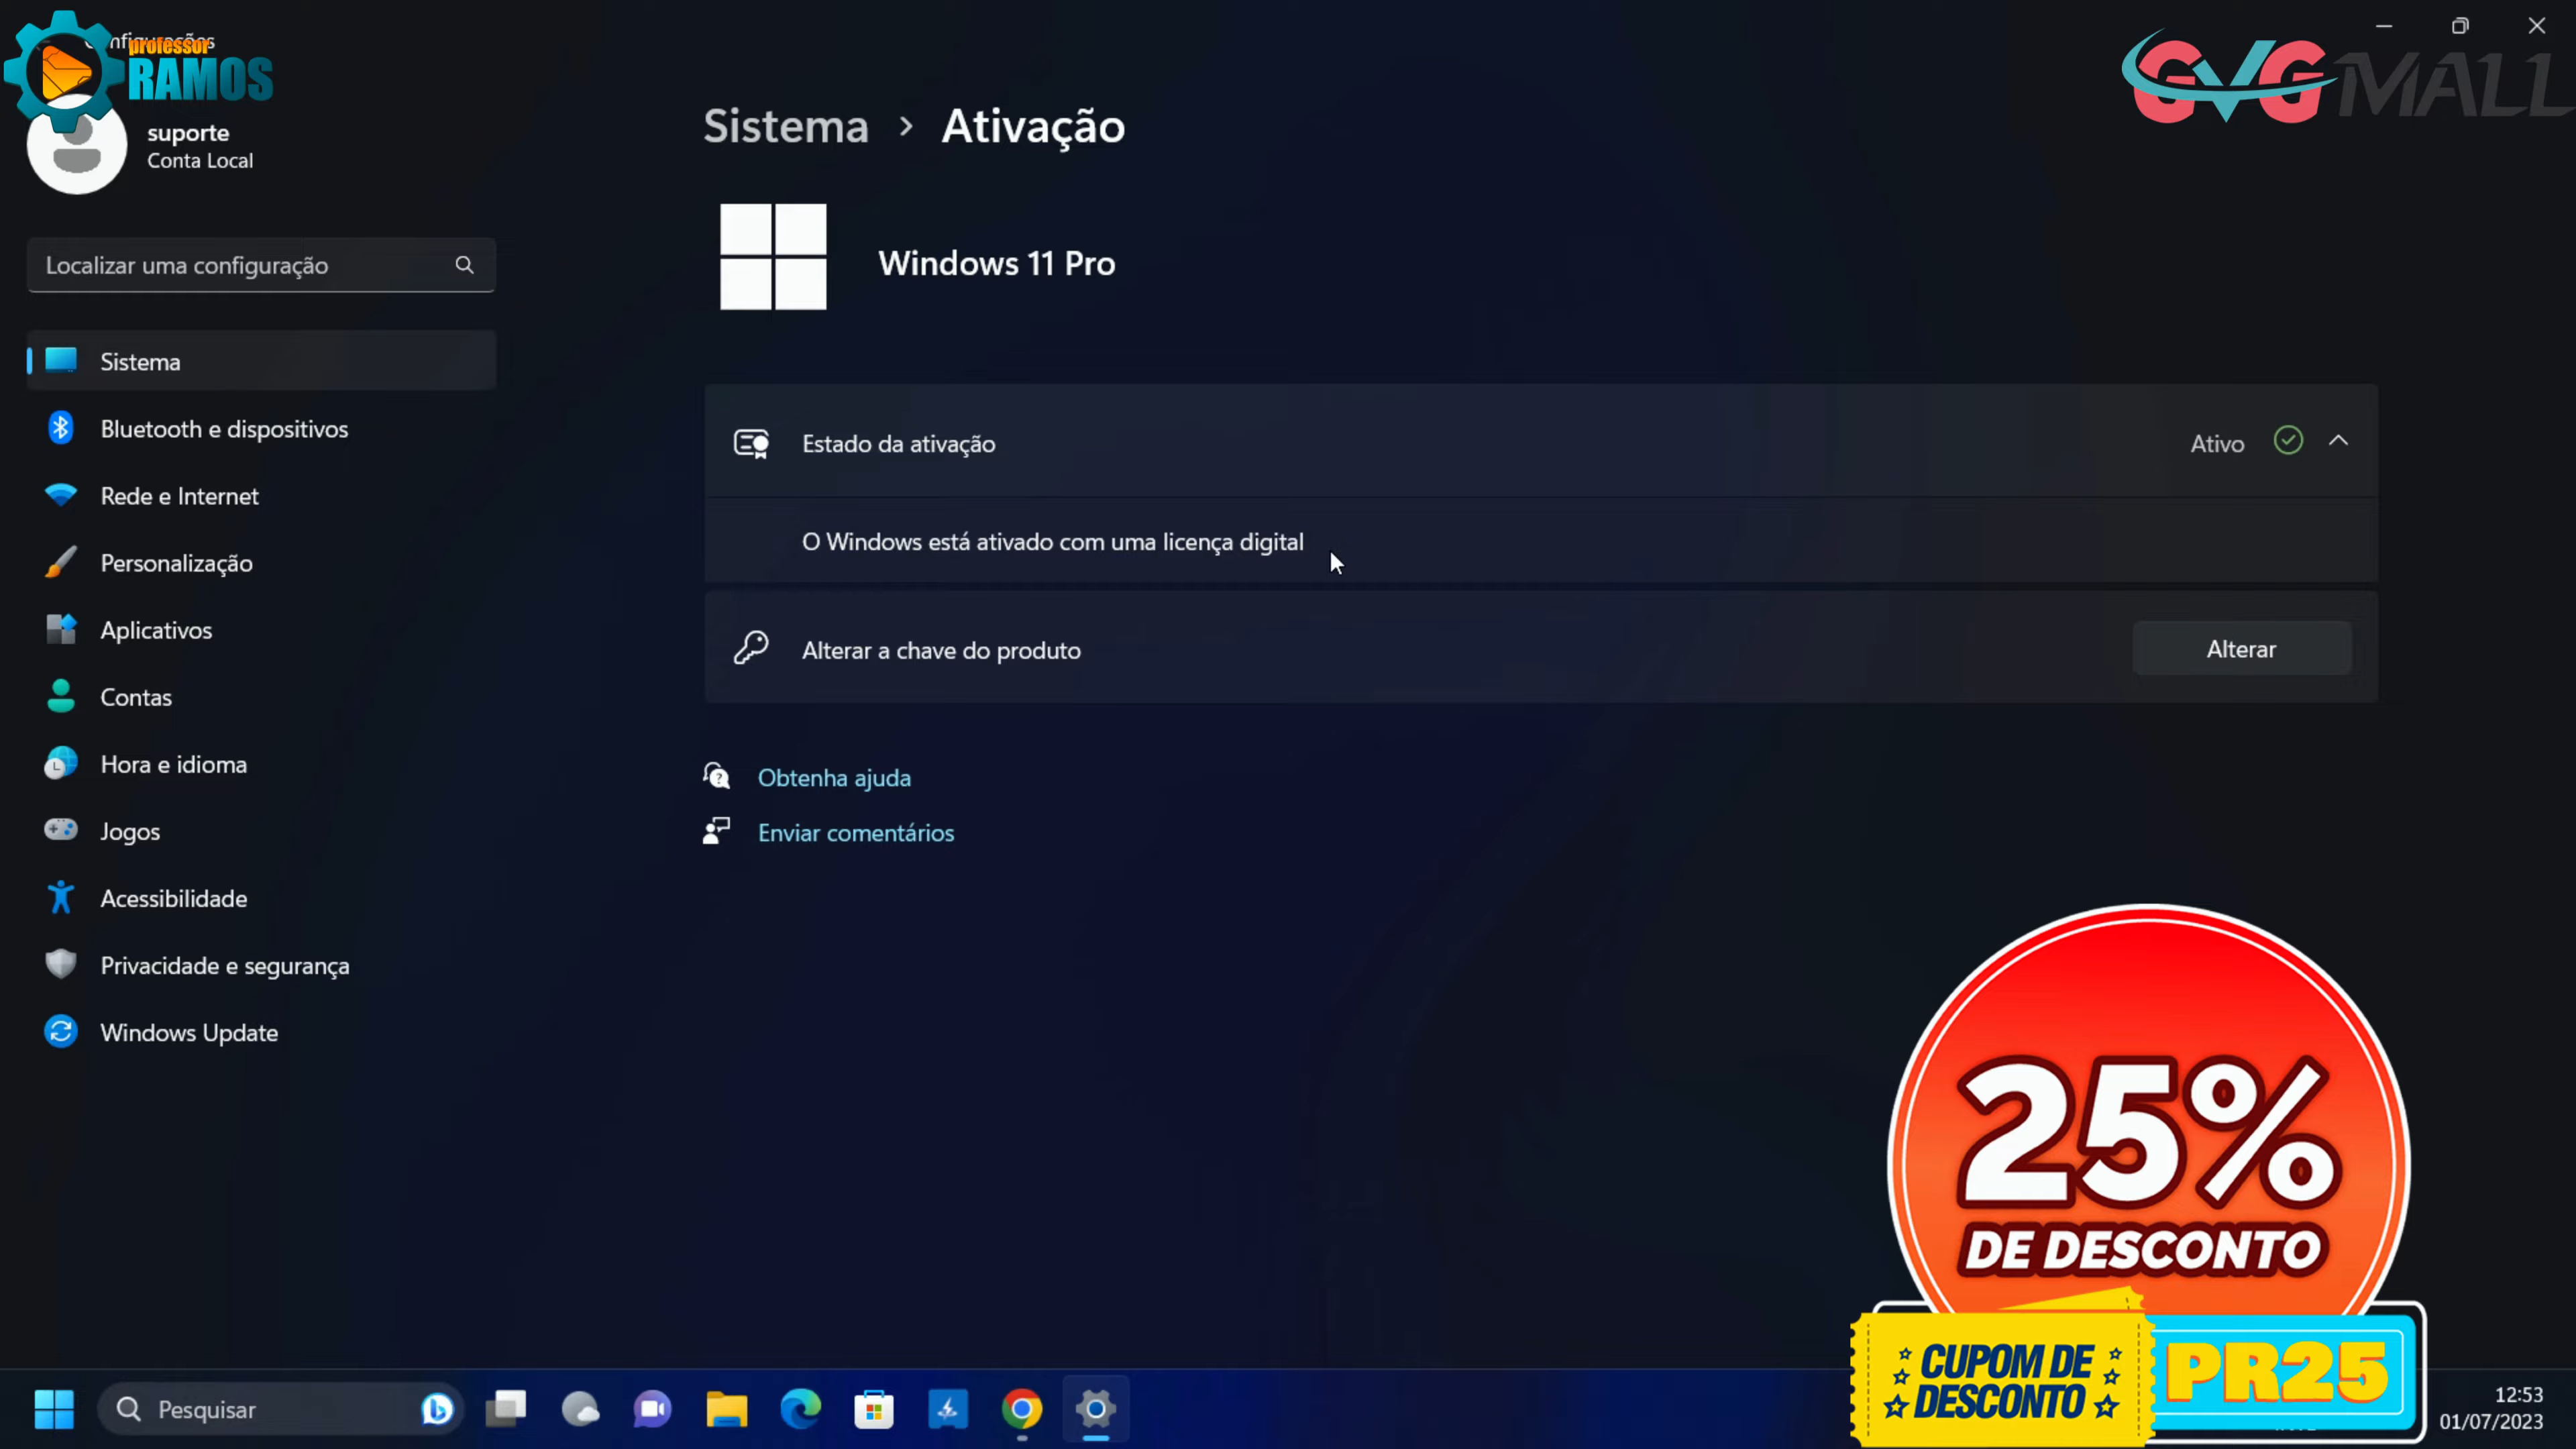 Configurações
professor
RAMOS
GVGMALL
suporte
Conta Local
Localizar uma configuração
Sistema
Bluetooth e dispositivos
Rede e Internet
Personalização
Aplicativos
Contas
Hora e idioma
Jogos
Acessibilidade
Privacidade e segurança
Windows Update
Sistema > Ativação
Windows 11 Pro
Estado da ativação
Ativo
O Windows está ativado com uma licença digital
Alterar a chave do produto
Alterar
Obtenha ajuda
Enviar comentários
25%
DE DESCONTO
CUPOM DE
DESCONTO
PR25
Pesquisar
12:53
01/07/2023